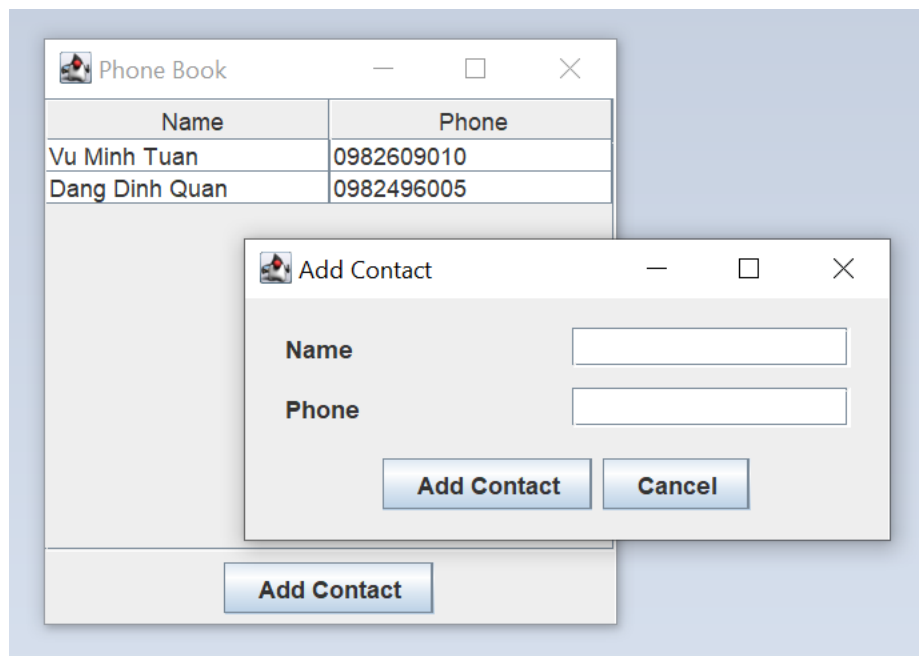 Phone Book
Name Phone
Vu Minh Tuan 0982609010
Dang Dinh Quan 0982496005
Add Contact
Name
Phone
Add Contact Cancel
Add Contact